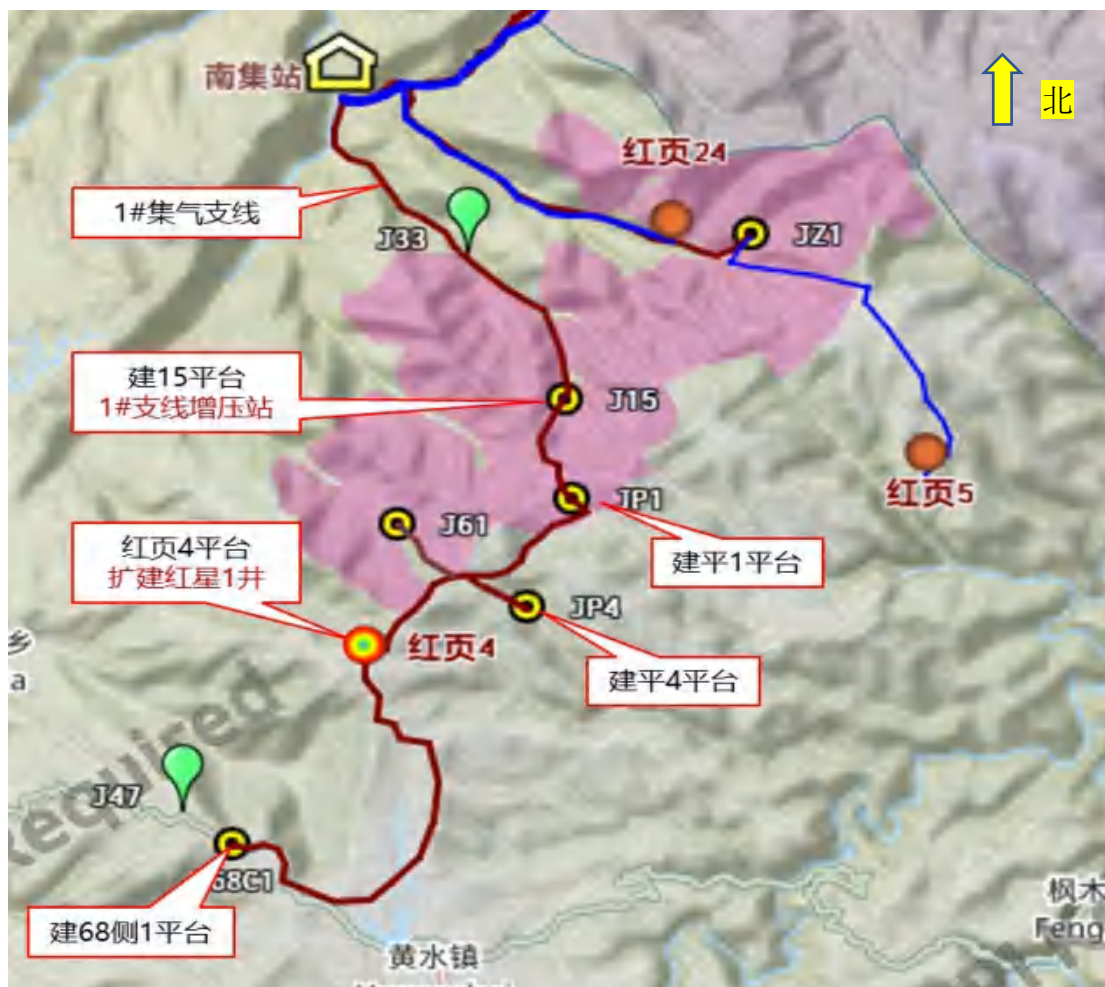 南集站
北
红页24
1#集气支线
J33
JZ1
建15平台
1#支线增压站
J15
红页5
JP1
J61
建平1平台
红页4平台
扩建红星1井
JP4
红页4
乡
a
建平4平台
Required
J47
68C1
建68侧1平台
枫木
Feng
黄水镇